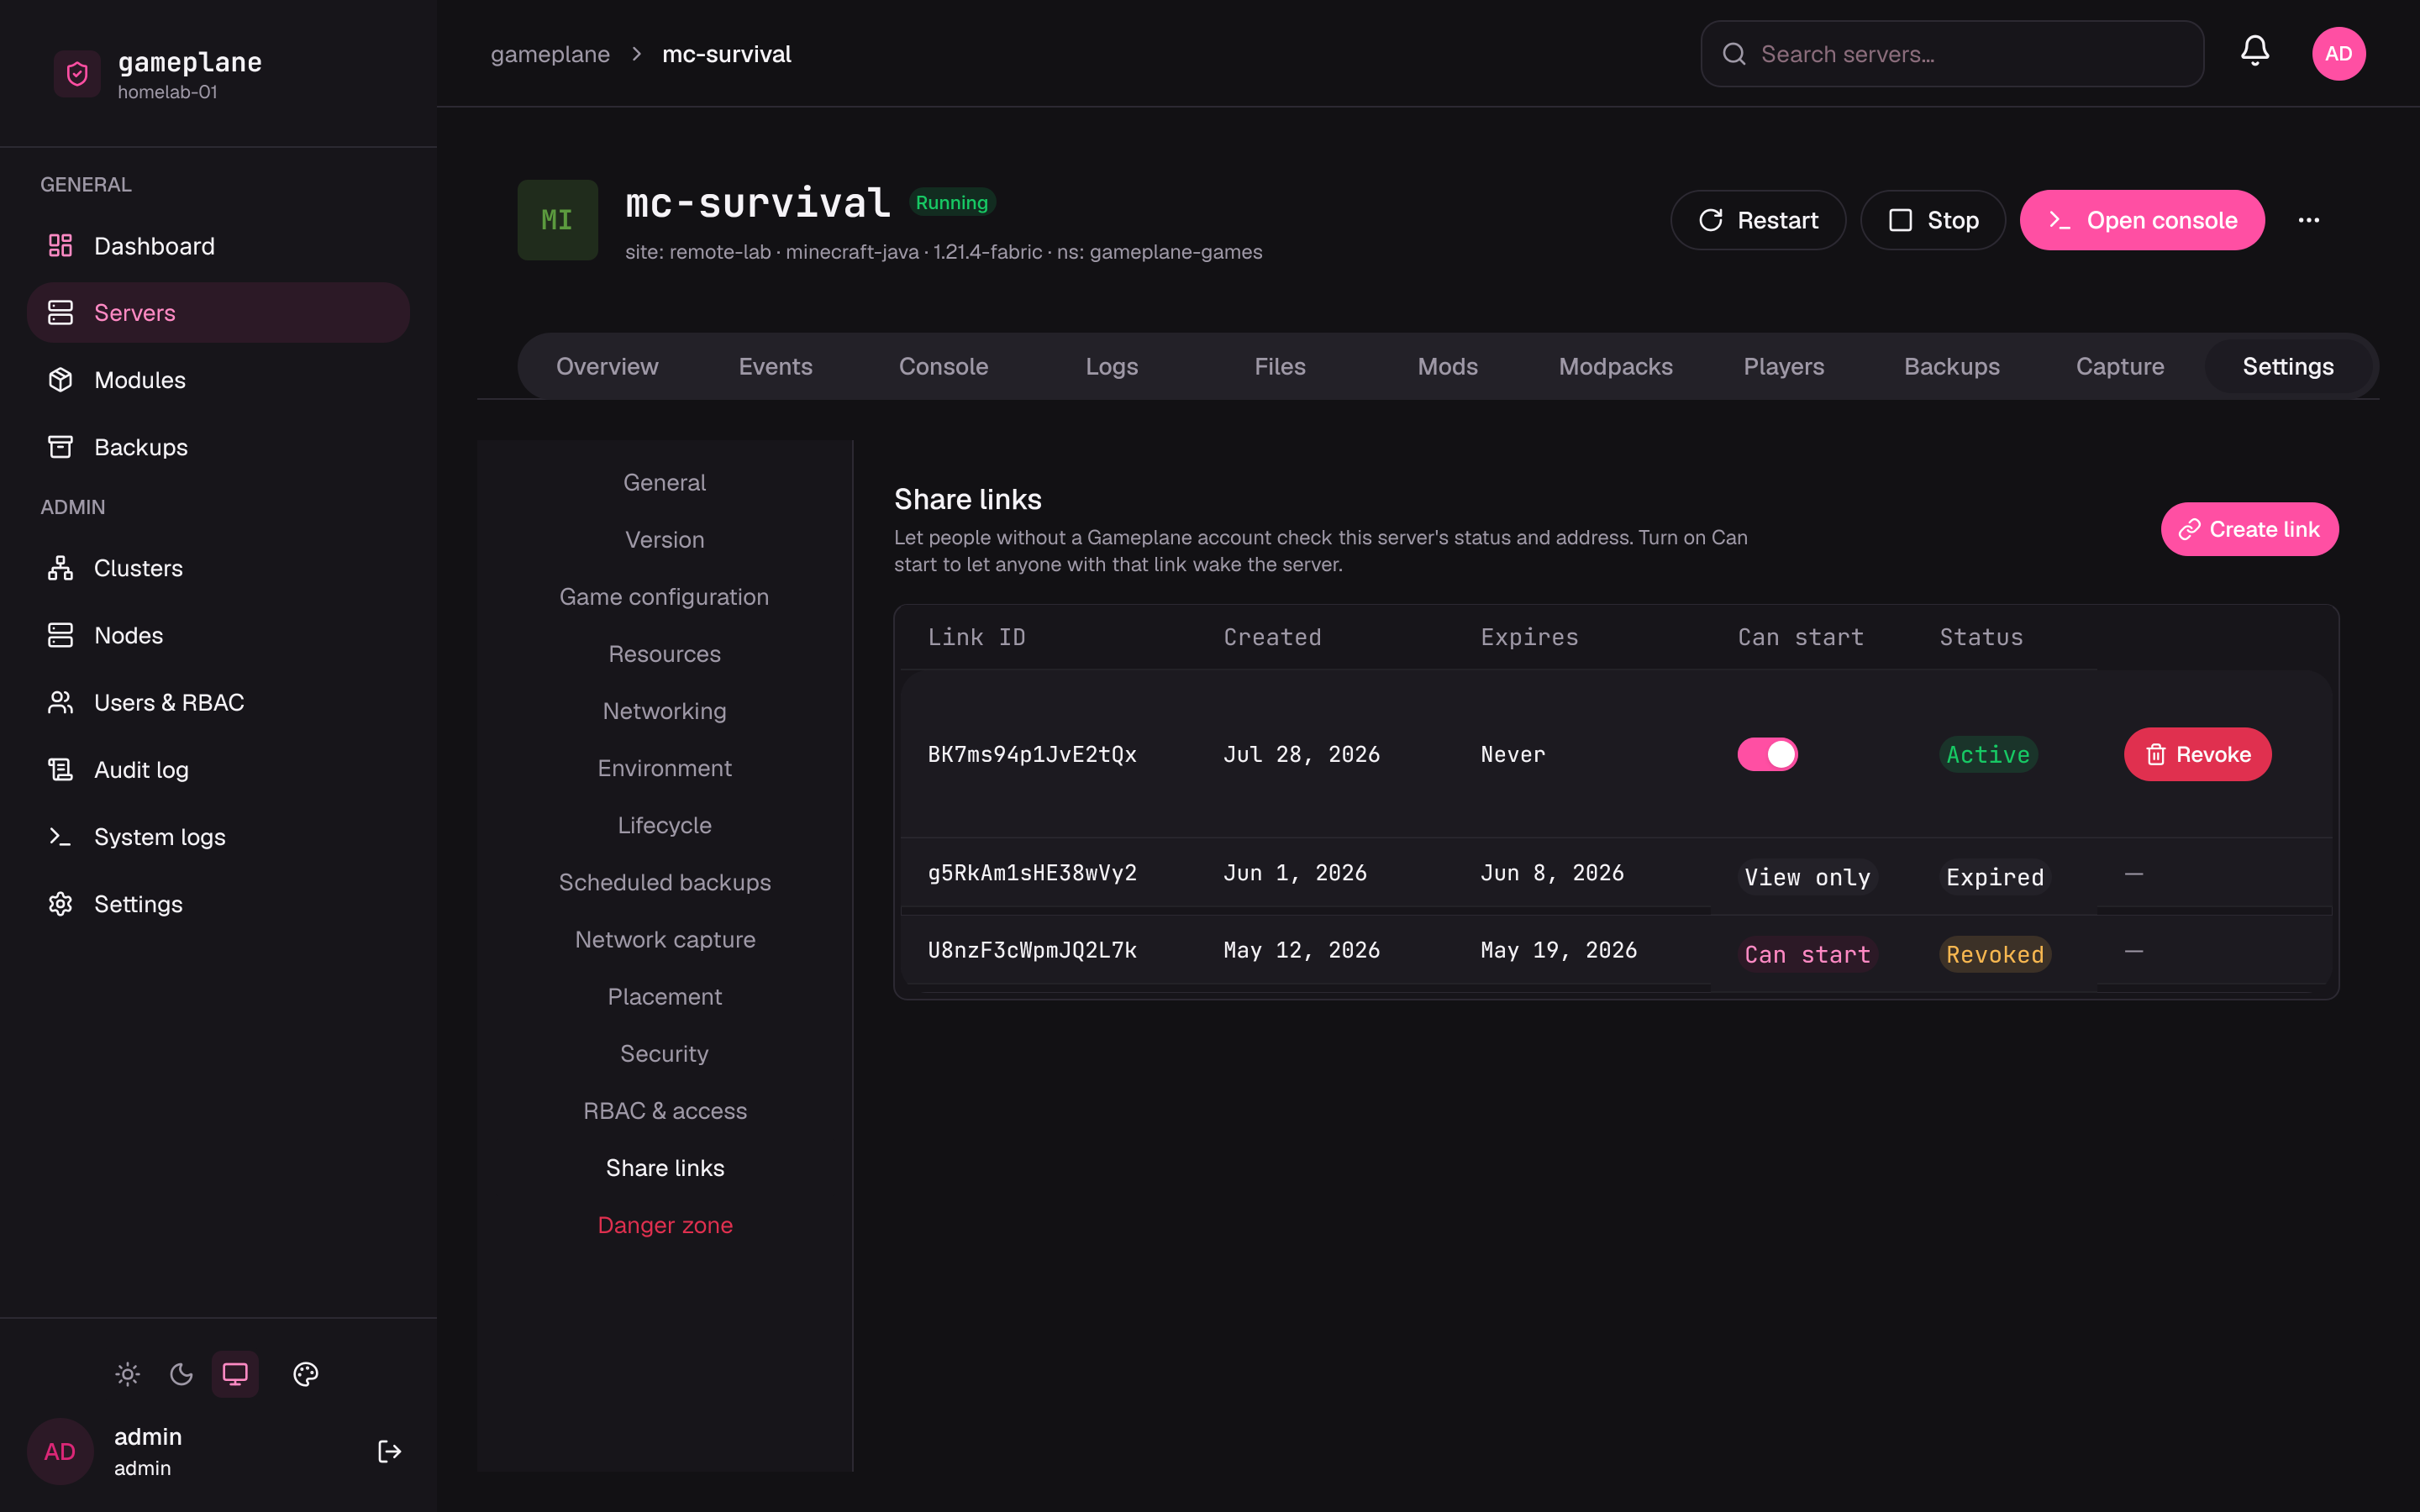 gameplane
homelab-01
GENERAL
Dashboard
Servers
Modules
Backups
ADMIN
Clusters
Nodes
Users & RBAC
Audit log
System logs
Settings
AD
admin
admin
gameplane > mc-survival
Search servers...
AD
MI
mc-survival
Running
site: remote-lab · minecraft-java · 1.21.4-fabric · ns: gameplane-games
Restart
Stop
Open console
Overview
Events
Console
Logs
Files
Mods
Modpacks
Players
Backups
Capture
Settings
General
Version
Game configuration
Resources
Networking
Environment
Lifecycle
Scheduled backups
Network capture
Placement
Security
RBAC & access
Share links
Danger zone
Share links
Let people without a Gameplane account check this server's status and address. Turn on Can
start to let anyone with that link wake the server.
Create link
Link ID Created Expires Can start Status
BK7ms94p1JvE2tQx Jul 28, 2026 Never Active Revoke
g5RkAm1sHE38wVy2 Jun 1, 2026 Jun 8, 2026 View only Expired —
U8nzF3cWpmJQ2L7k May 12, 2026 May 19, 2026 Can start Revoked —